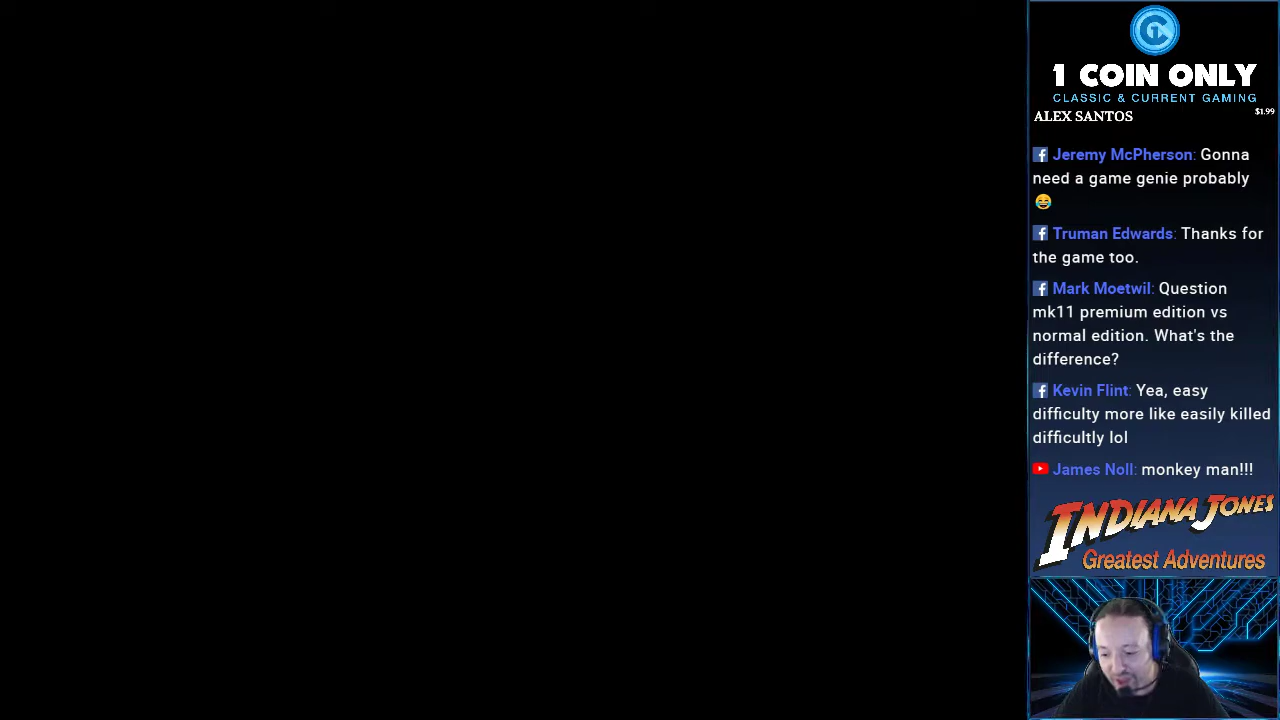 1 COIN ONLY
CLASSIC & CURRENT GAMING
ALEX SANTOS $1.99
Jeremy McPherson: Gonna
need a game genie probably
😂
Truman Edwards: Thanks for
the game too.
Mark Moetwil: Question
mk11 premium edition vs
normal edition. What's the
difference?
Kevin Flint: Yea, easy
difficulty more like easily killed
difficultly lol
James Noll: monkey man!!!
INDIANA JONES
Greatest Adventures